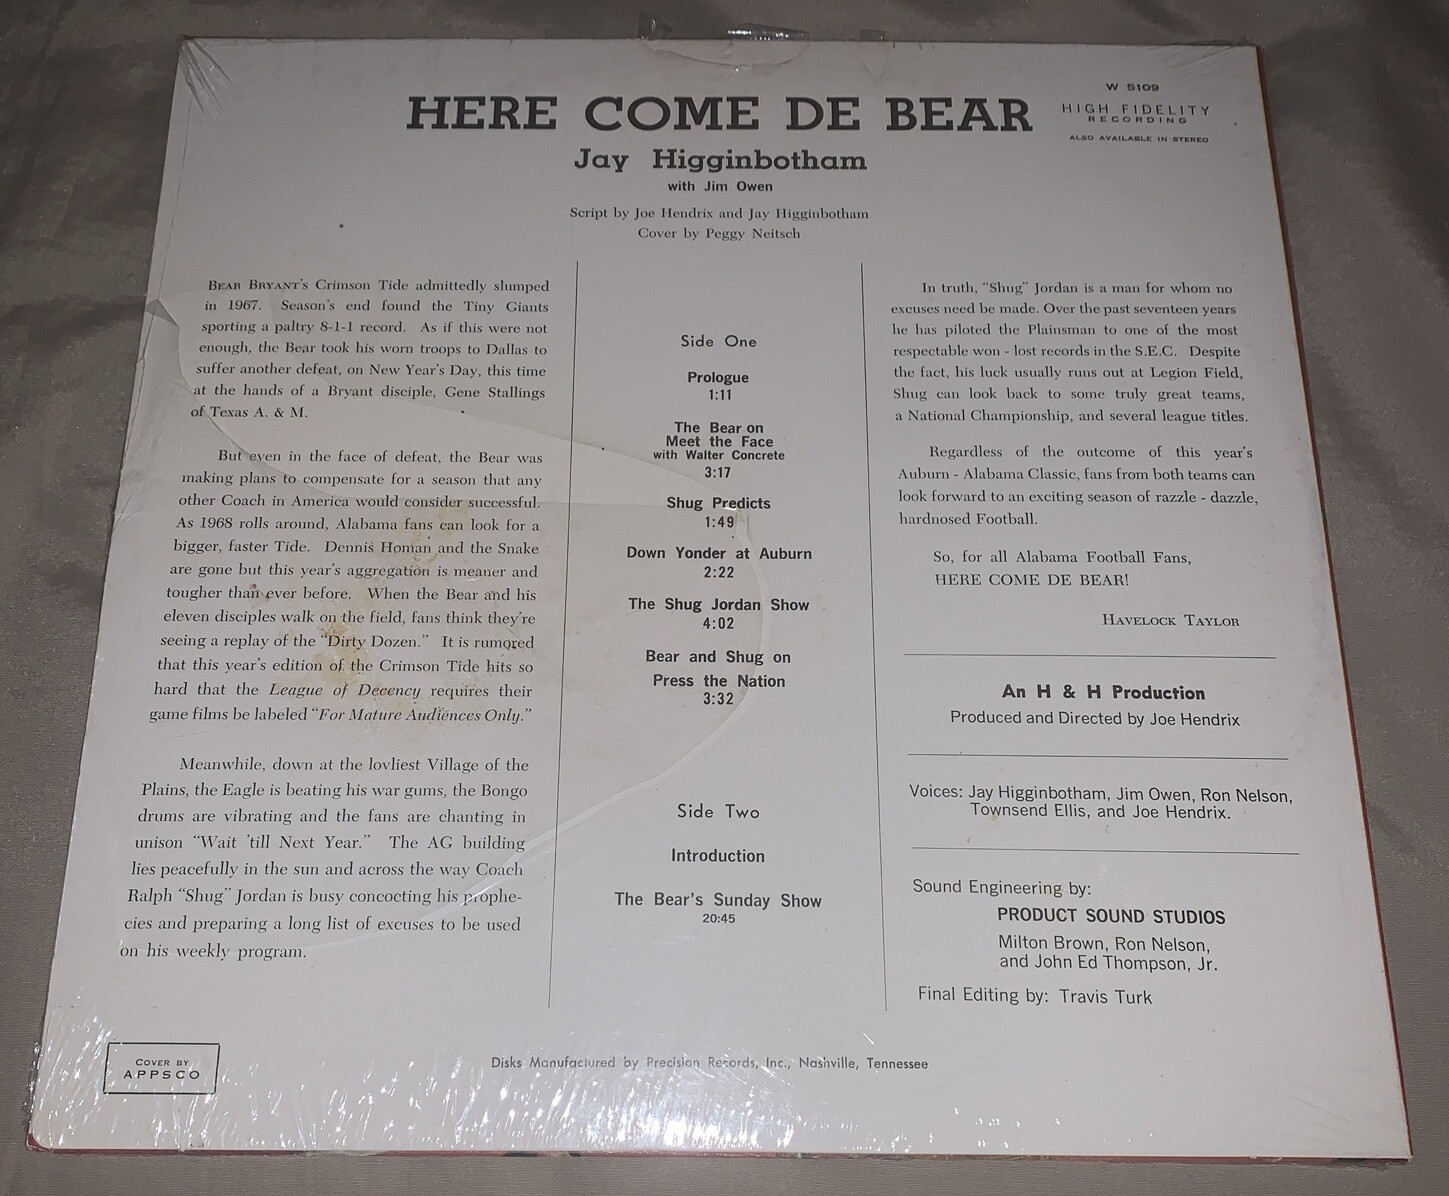 W 5109
HIGH FIDELITY
RECORDING
ALSO AVAILABLE IN STEREO
HERE COME DE BEAR
Jay Higginbotham
with Jim Owen
Script by Joe Hendrix and Jay Higginbotham
Cover by Peggy Neitsch
BEAR BRYANT'S Crimson Tide admittedly slumped
in 1967. Season's end found the Tiny Giants
sporting a paltry 8-1-1 record. As if this were not
enough, the Bear took his worn troops to Dallas to
suffer another defeat, on New Year's Day, this time
at the hands of a Bryant disciple, Gene Stallings
of Texas A. & M.
But even in the face of defeat, the Bear was
making plans to compensate for a season that any
other Coach in America would consider successful.
As 1968 rolls around, Alabama fans can look for a
bigger, faster Tide. Dennis Homan and the Snake
are gone but this year's aggregation is meaner and
tougher than ever before. When the Bear and his
eleven disciples walk on the field, fans think they're
seeing a replay of the "Dirty Dozen." It is rumored
that this year's edition of the Crimson Tide hits so
hard that the League of Decency requires their
game films be labeled "For Mature Audiences Only."
Meanwhile, down at the lovliest Village of the
Plains, the Eagle is beating his war gums, the Bongo
drums are vibrating and the fans are chanting in
unison "Wait 'till Next Year." The AG building
lies peacefully in the sun and across the way Coach
Ralph "Shug" Jordan is busy concocting his prophe-
cies and preparing a long list of excuses to be used
on his weekly program.
Side One
Prologue
1:11
The Bear on
Meet the Face
with Walter Concrete
3:17
Shug Predicts
1:49
Down Yonder at Auburn
2:22
The Shug Jordan Show
4:02
Bear and Shug on
Press the Nation
3:32
Side Two
Introduction
The Bear's Sunday Show
20:45
In truth, "Shug" Jordan is a man for whom no
excuses need be made. Over the past seventeen years
he has piloted the Plainsman to one of the most
respectable won - lost records in the S.E.C. Despite
the fact, his luck usually runs out at Legion Field,
Shug can look back to some truly great teams,
a National Championship, and several league titles.
Regardless of the outcome of this year's
Auburn - Alabama Classic, fans from both teams can
look forward to an exciting season of razzle - dazzle,
hardnosed Football.
So, for all Alabama Football Fans,
HERE COME DE BEAR!
HAVELOCK TAYLOR
An H & H Production
Produced and Directed by Joe Hendrix
Voices: Jay Higginbotham, Jim Owen, Ron Nelson,
Townsend Ellis, and Joe Hendrix.
Sound Engineering by:
PRODUCT SOUND STUDIOS
Milton Brown, Ron Nelson,
and John Ed Thompson, Jr.
Final Editing by: Travis Turk
COVER BY
APPSCO
Disks Manufactured by Precision Records, Inc., Nashville, Tennessee